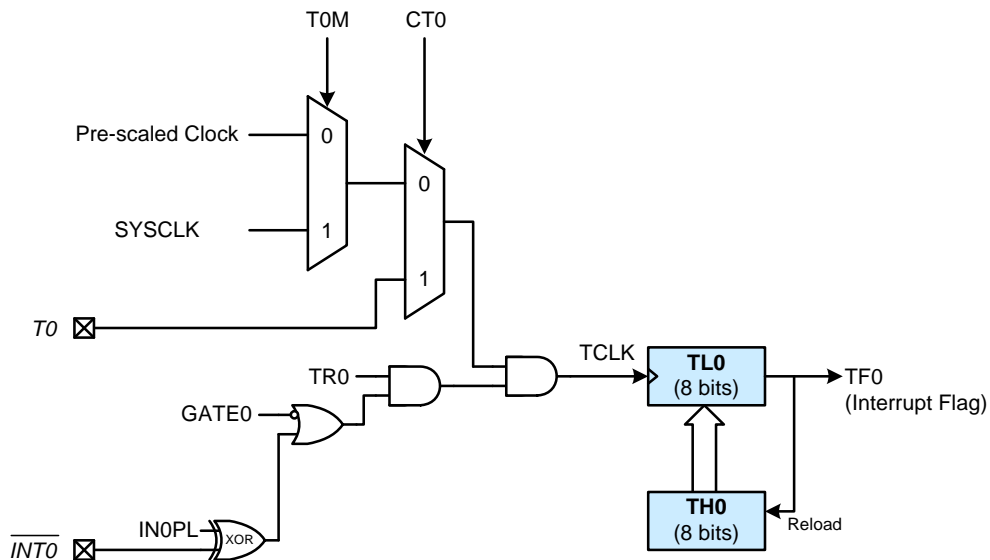 T0M
CT0
Pre-scaled Clock
0
0
SYSCLK
1
1
T0
TCLK
TL0
(8 bits)
TF0
(Interrupt Flag)
TR0
GATE0
TH0
(8 bits)
Reload
IN0PL
XOR
INT0